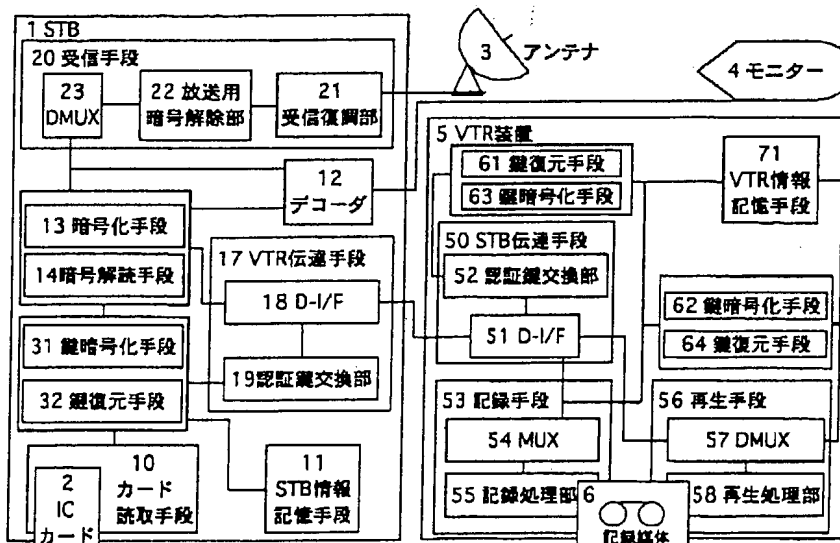 1 STB
20 受信手段
23
DMUX
22 放送用
暗号解除部
21
受信復調部
3
アンテナ
4 モニター
12
デコーダ
13 暗号化手段
14暗号解読手段
17 VTR伝達手段
18 D-I/F
19認証鍵交換部
31 鍵暗号化手段
32 鍵復元手段
10
カード
読取手段
2
IC
カード
11
STB情報
記憶手段
5 VTR装置
61 鍵復元手段
63 鍵暗号化手段
71
VTR情報
記憶手段
50 STB伝達手段
52 認証鍵交換部
51 D-I/F
62 鍵暗号化手段
64 鍵復元手段
53 記録手段
54 MUX
55 記録処理部
56 再生手段
57 DMUX
58 再生処理部
6
記録媒体